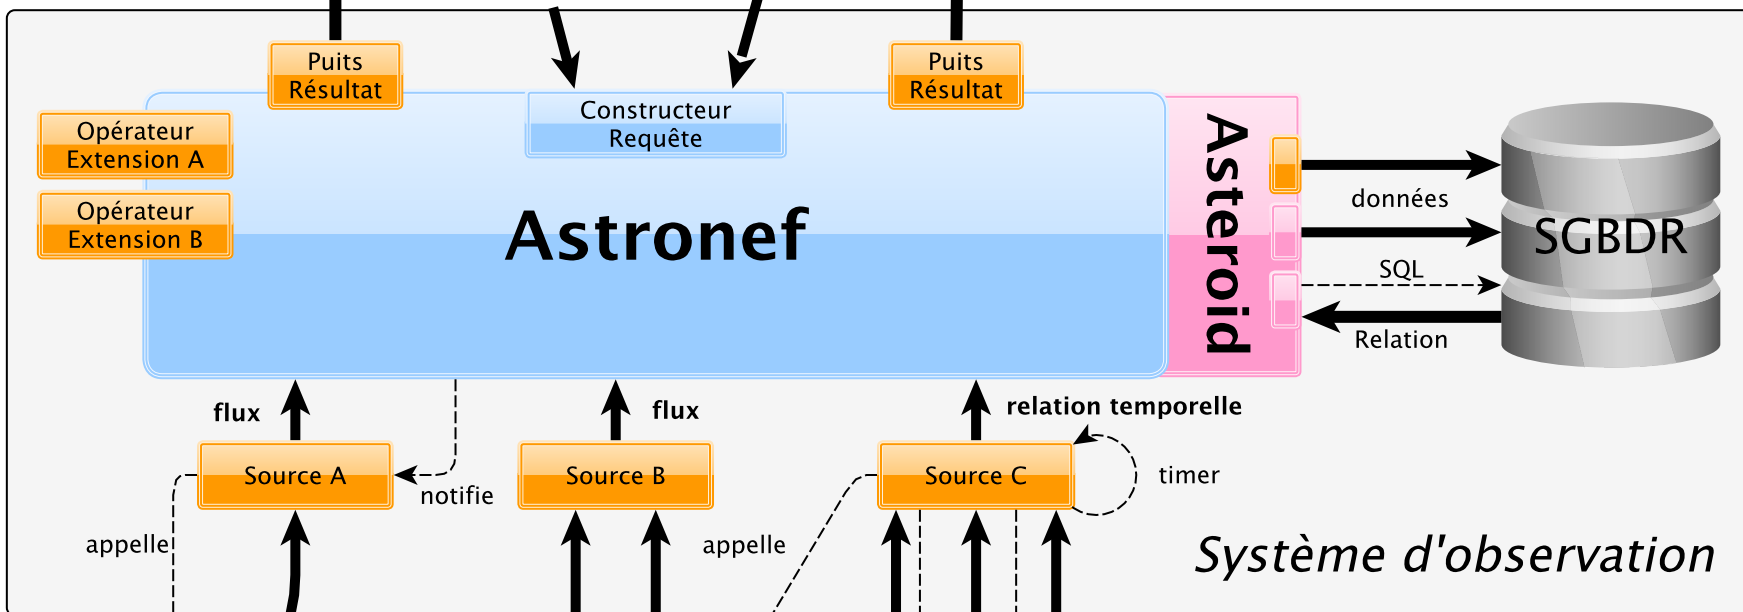 Puits
Résultat
Puits
Résultat
Constructeur
Requête
Opérateur
Extension A
Opérateur
Extension B
Astronef
Asteroid
données
SGBDR
SQL
Relation
flux
flux
relation temporelle
Source A
notifie
Source B
Source C
timer
appelle
appelle
Système d'observation